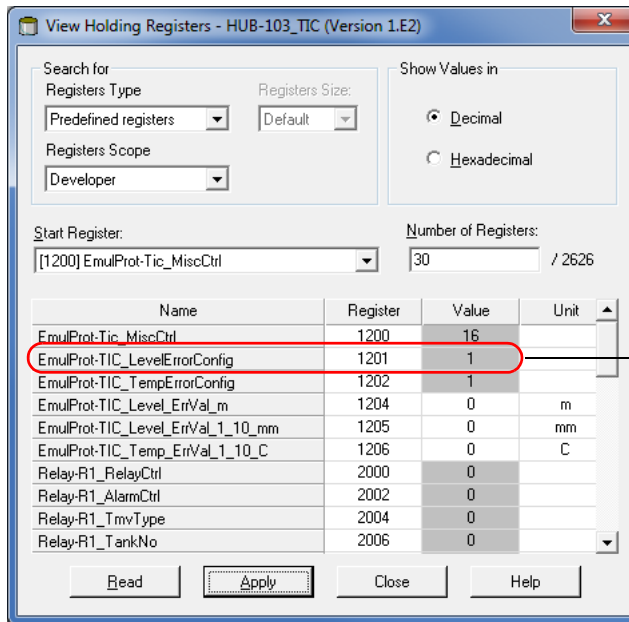 View Holding Registers - HUB-103_TIC (Version 1.E2)
Search for
Registers Type
Registers Size:
Predefined registers
Default
Registers Scope
Developer
Show Values in
Decimal
Hexadecimal
Start Register:
Number of Registers:
[1200] EmulProt-Tic_MiscCtrl
30
/ 2626
Name Register Value Unit
EmulProt-Tic_MiscCtrl 1200 16
EmulProt-TIC_LevelErrorConfig 1201 1
EmulProt-TIC_TempErrorConfig 1202 1
EmulProt-TIC_Level_ErrVal_m 1204 0 m
EmulProt-TIC_Level_ErrVal_1_10_mm 1205 0 mm
EmulProt-TIC_Temp_ErrVal_1_10_C 1206 0 C
Relay-R1_RelayCtrl 2000 0
Relay-R1_AlarmCtrl 2002 0
Relay-R1_TmvType 2004 0
Relay-R1_TankNo 2006 0
Read Apply Close Help